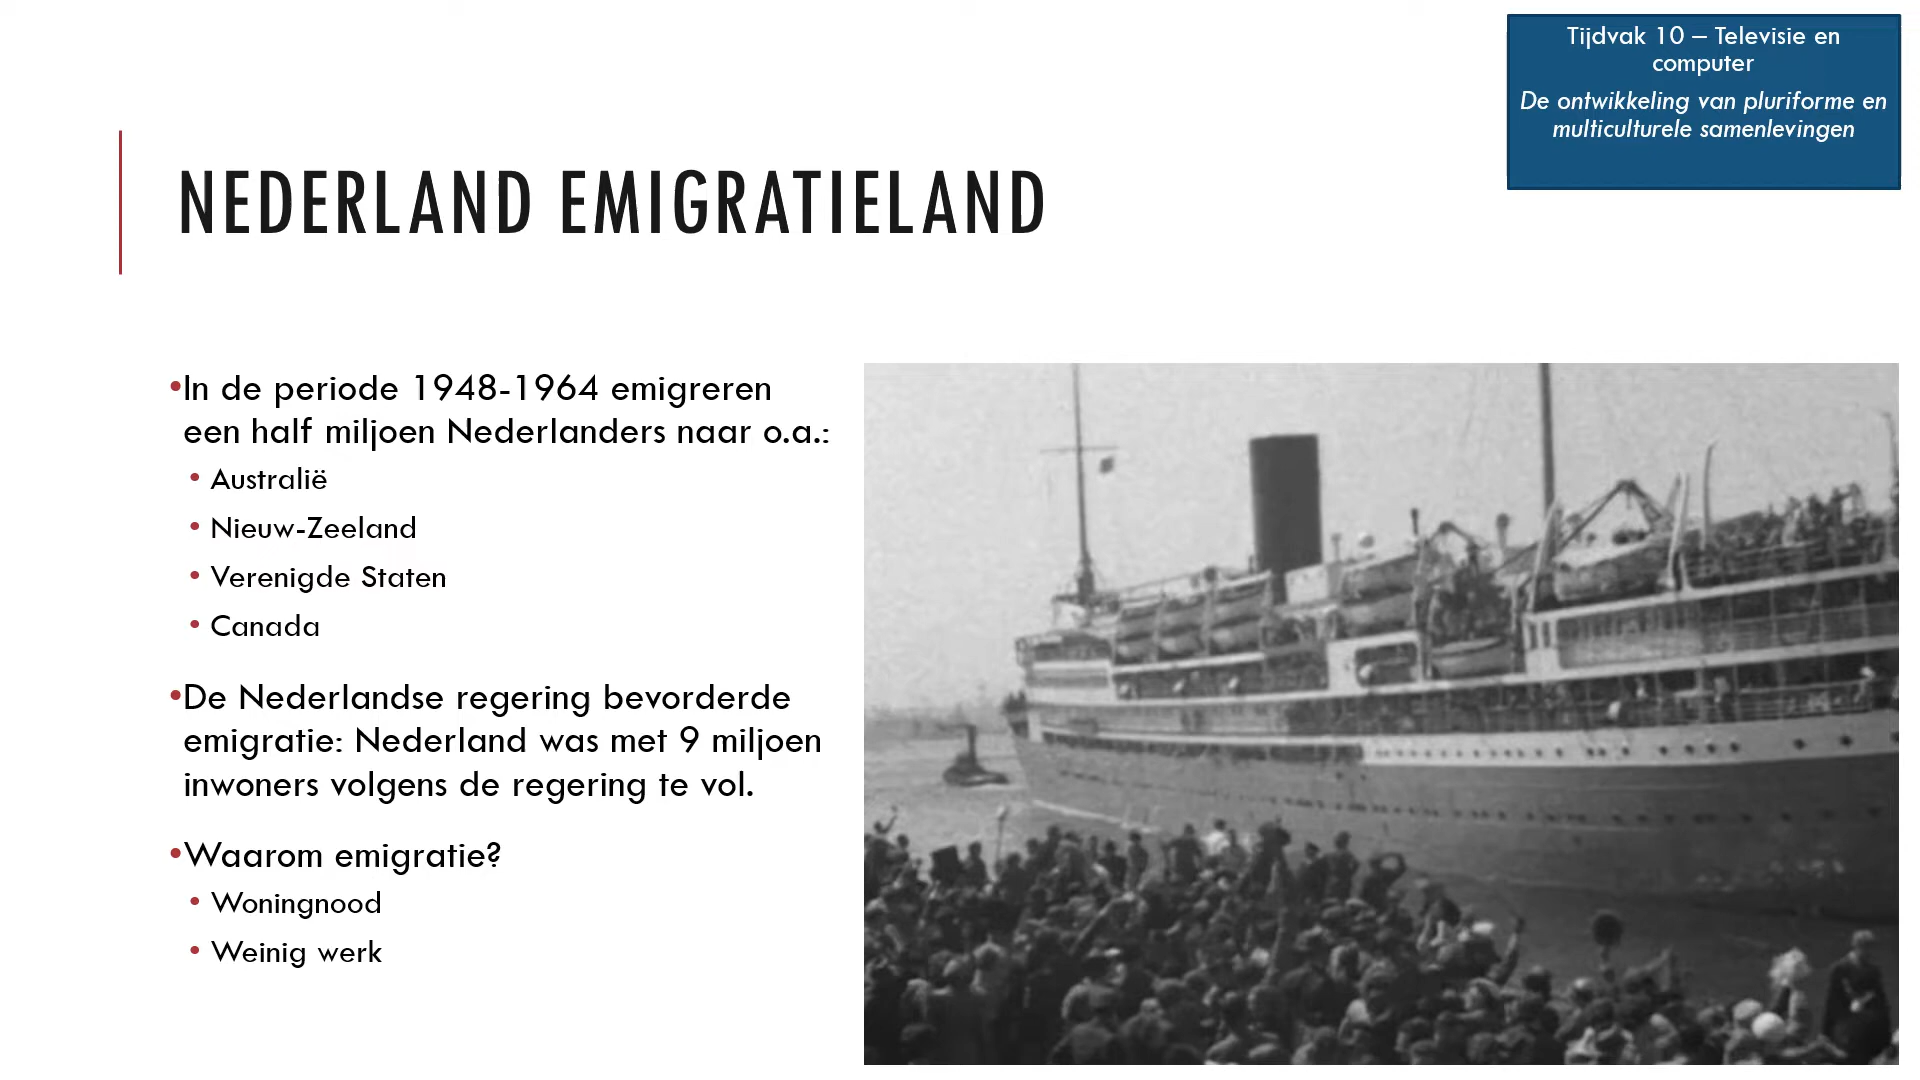 Tijdvak 10 – Televisie en
computer
De ontwikkeling van pluriforme en
multiculturele samenlevingen
NEDERLAND EMIGRATIELAND
•In de periode 1948-1964 emigreren
een half miljoen Nederlanders naar o.a.:
• Australië
• Nieuw-Zeeland
• Verenigde Staten
• Canada
•De Nederlandse regering bevorderde
emigratie: Nederland was met 9 miljoen
inwoners volgens de regering te vol.
•Waarom emigratie?
• Woningnood
• Weinig werk